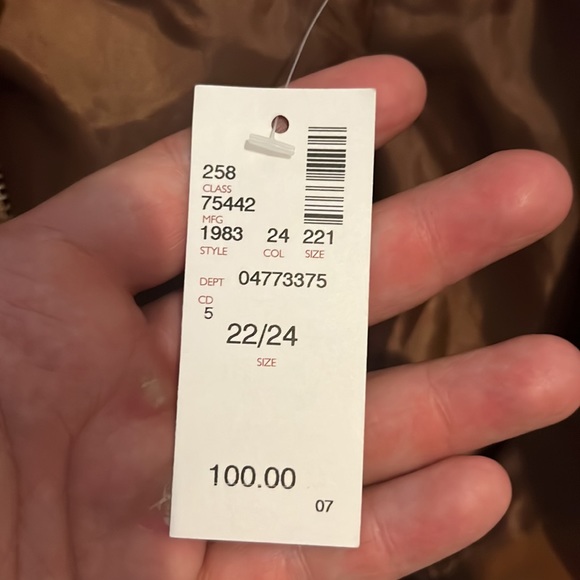 258
CLASS
75442
MFG
1983 24 221
STYLE COL SIZE
DEPT 04773375
CD
5
22/24
SIZE
100.00
07